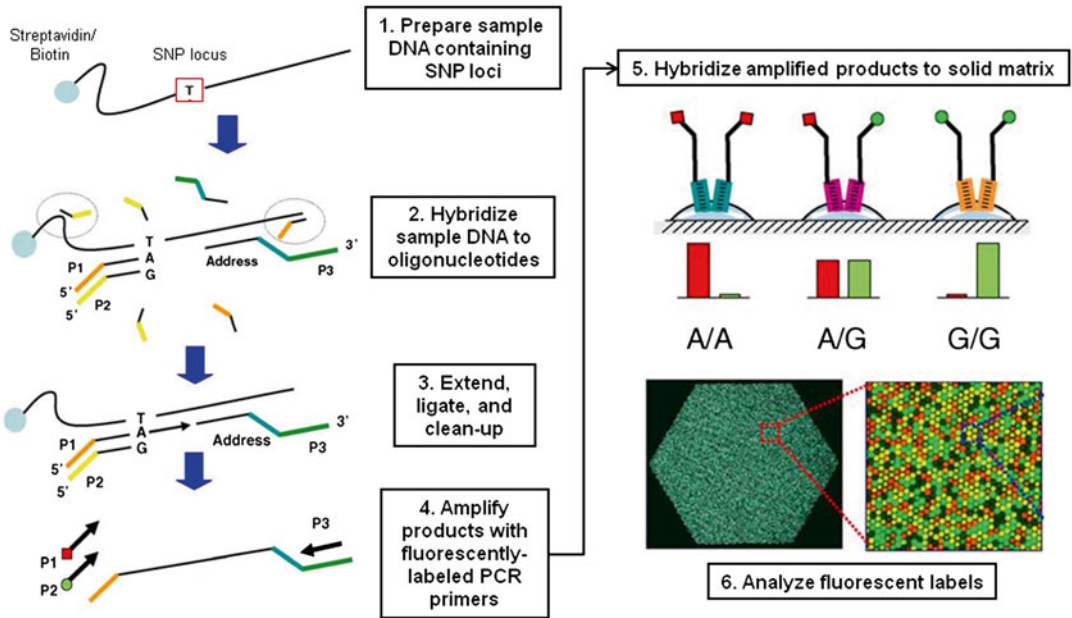 Streptavidin/
Biotin
SNP locus
T
1. Prepare sample
DNA containing
SNP loci
2. Hybridize
sample DNA to
oligonucleotides
T
A
G
P1
P2
5'
5'
Address
P3
3'
3. Extend,
ligate, and
clean-up
T
A
G
P1
P2
5'
5'
Address
P3
3'
4. Amplify
products with
fluorescently-
labeled PCR
primers
P1
P2
P3
5. Hybridize amplified products to solid matrix
A/A
A/G
G/G
6. Analyze fluorescent labels